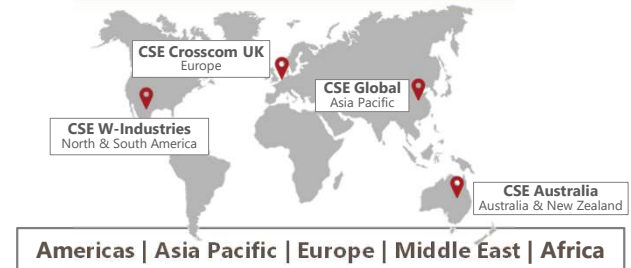 CSE Crosscom UK
Europe
CSE Global
Asia Pacific
CSE W-Industries
North & South America
CSE Australia
Australia & New Zealand
Americas | Asia Pacific | Europe | Middle East | Africa